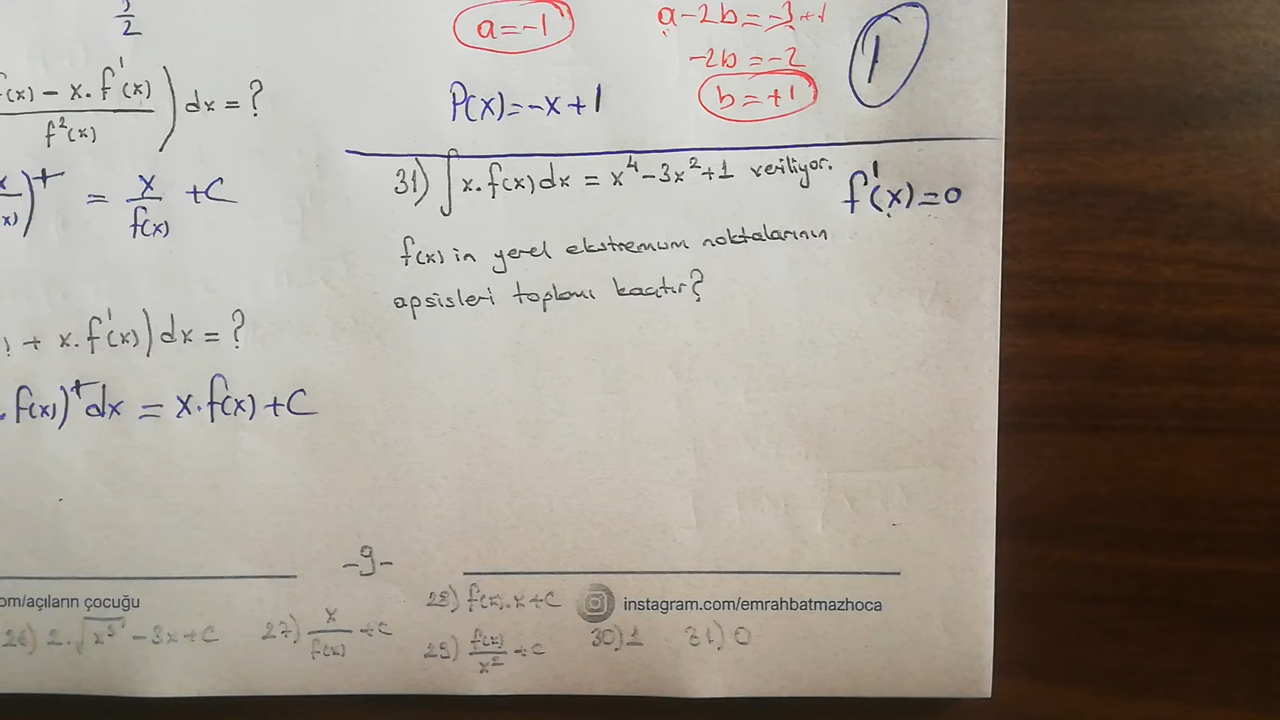 3/2
f(x) - x. f'(x) / f²(x) ) dx = ?
x / (x) )⁺ = x / f(x) + C
) + x. f'(x) ) dx = ?
. f(x) )⁺ dx = x.f(x) + C
a=-1
a-2b=-3+1
-2b=-2
b=+1
P(x)=-x+1
1
31) ∫ x. f(x) dx = x⁴-3x²+1 veriliyor.
f'(x)=0
f(x) in yerel ekstremum noktalarının
apsisleri toplamı kaçtır?
-9-
om/açıların çocuğu
instagram.com/emrahbatmazhoca
26) 2.√x³ - 3x+C
27) x / f(x) + C
28) f(x).x+C
29) f(x) / x² + C
30) 1
31) 0